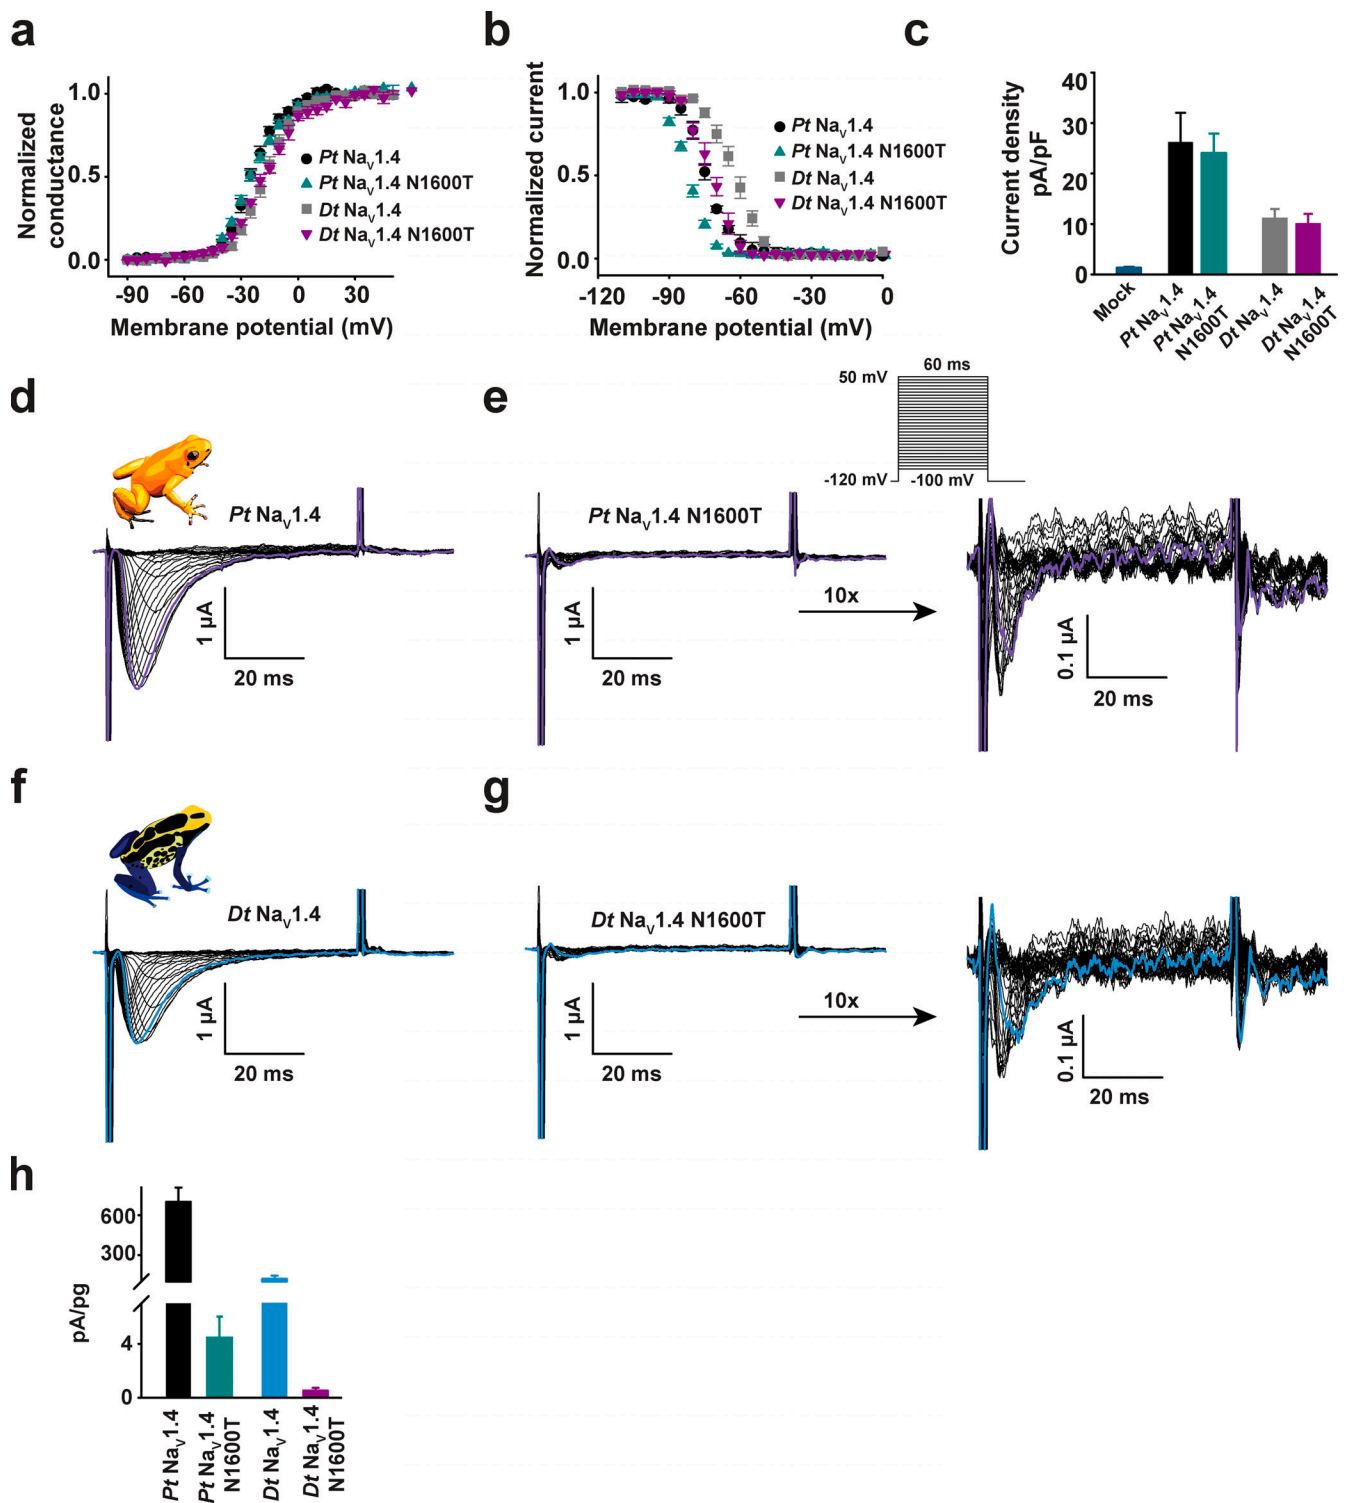 a
Normalized
conductance
1.0
0.5
0.0
-90
-60
-30
0
30
Membrane potential (mV)
Pt NaV1.4
Pt NaV1.4 N1600T
Dt NaV1.4
Dt NaV1.4 N1600T
b
Normalized current
1.0
0.5
0.0
-120
-90
-60
-30
0
Membrane potential (mV)
Pt NaV1.4
Pt NaV1.4 N1600T
Dt NaV1.4
Dt NaV1.4 N1600T
c
Current density
pA/pF
40
30
20
10
0
Mock
Pt NaV1.4
Pt NaV1.4
N1600T
Dt NaV1.4
Dt NaV1.4
N1600T
d
Pt NaV1.4
1 µA
20 ms
e
Pt NaV1.4 N1600T
1 µA
20 ms
10x
60 ms
50 mV
-120 mV
-100 mV
0.1 µA
20 ms
f
Dt NaV1.4
1 µA
20 ms
g
Dt NaV1.4 N1600T
1 µA
20 ms
10x
0.1 µA
20 ms
h
pA/pg
600
300
4
0
Pt NaV1.4
Pt NaV1.4
N1600T
Dt NaV1.4
Dt NaV1.4
N1600T